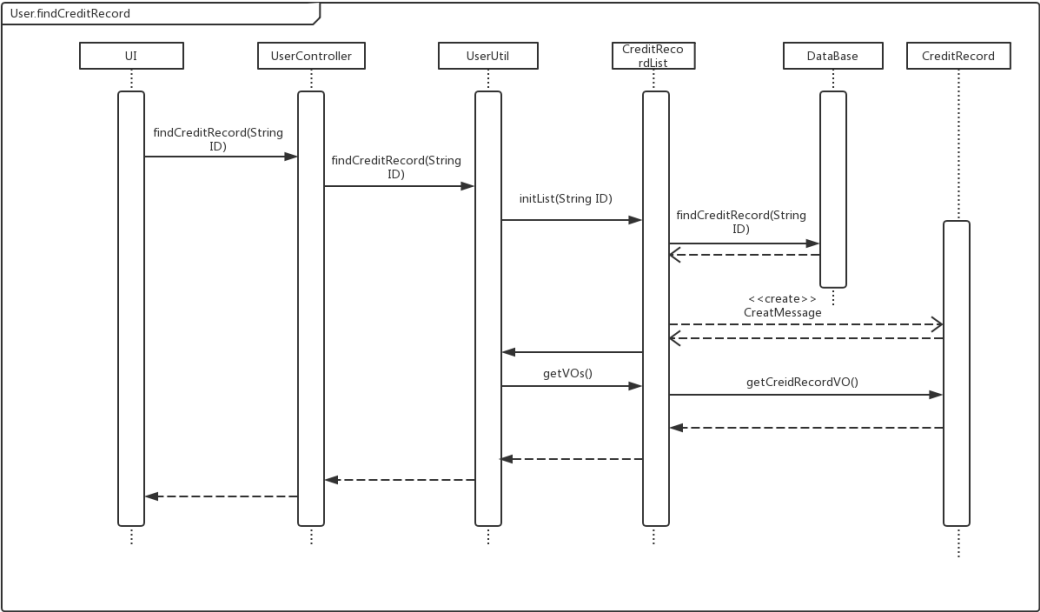 User.findCreditRecord
UI
UserController
UserUtil
CreditReco
rdList
DataBase
CreditRecord
findCreditRecord(String
ID)
findCreditRecord(String
ID)
initList(String ID)
findCreditRecord(String
ID)
<<create>>
CreatMessage
getVOs()
getCreidRecordVO()